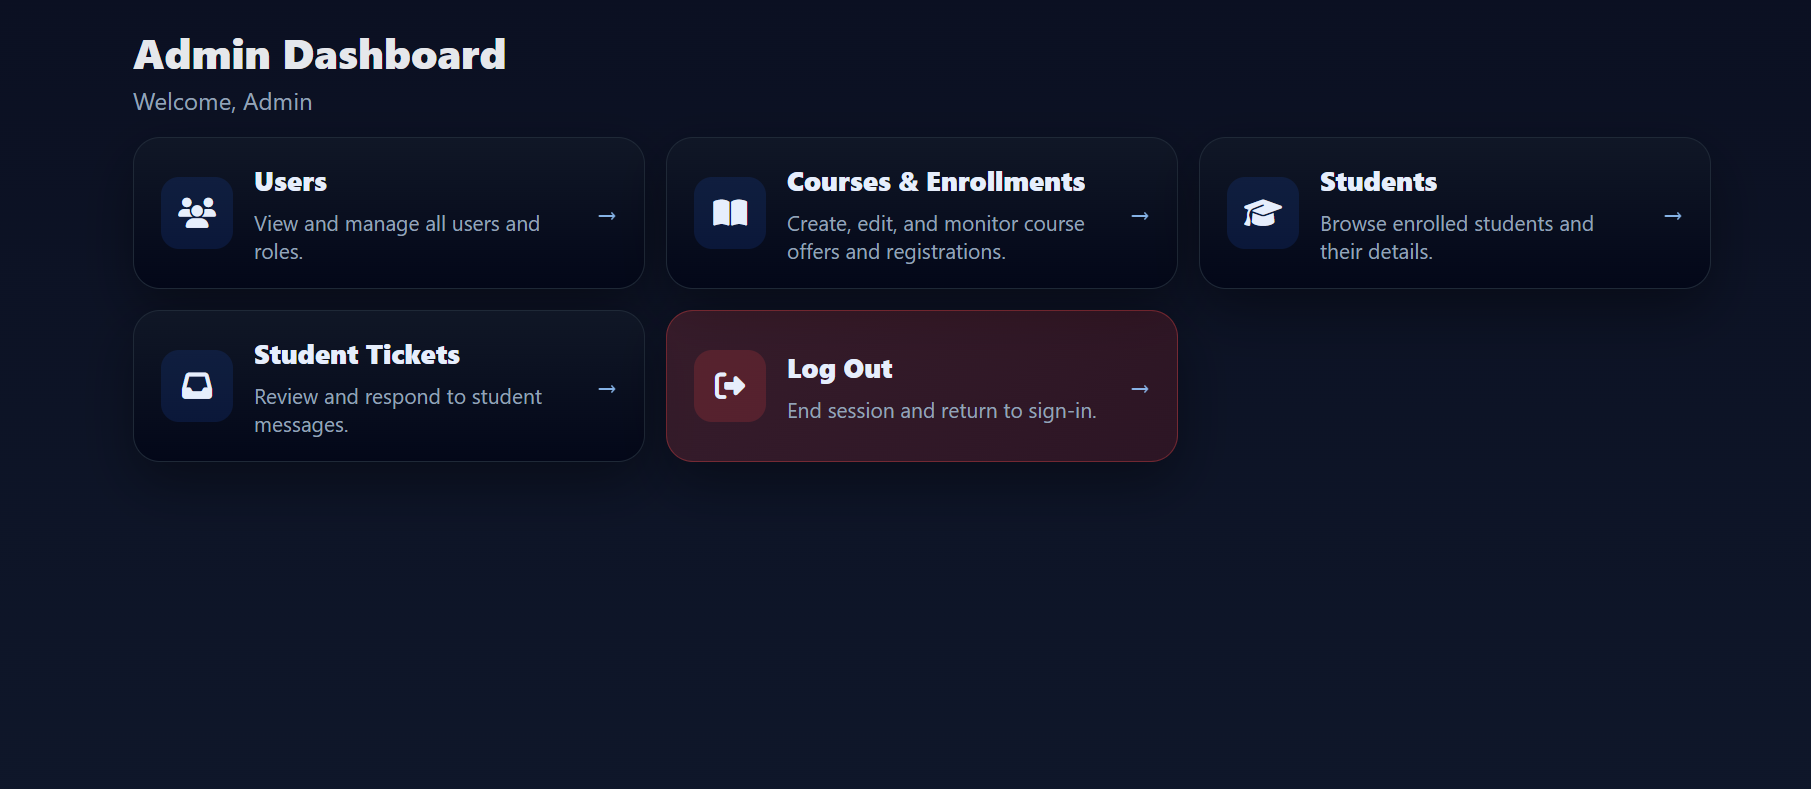 Admin Dashboard
Welcome, Admin
Users
View and manage all users and
roles.
→
Courses & Enrollments
Create, edit, and monitor course
offers and registrations.
→
Students
Browse enrolled students and
their details.
→
Student Tickets
Review and respond to student
messages.
→
Log Out
End session and return to sign-in.
→